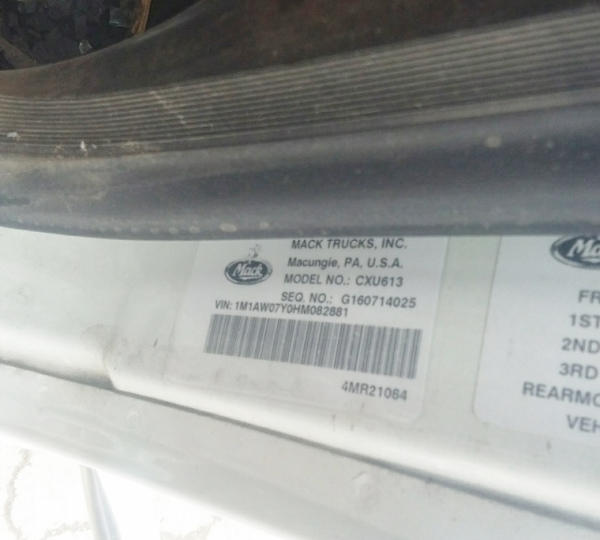 MACK TRUCKS, INC.
Macungie, PA, U.S.A.
Mack
MODEL NO.: CXU613
SEQ. NO.: G160714025
VIN: 1M1AW07Y0HM082881
4MR21064
Ma
FR
1ST
2ND
3RD
REARMO
VEH